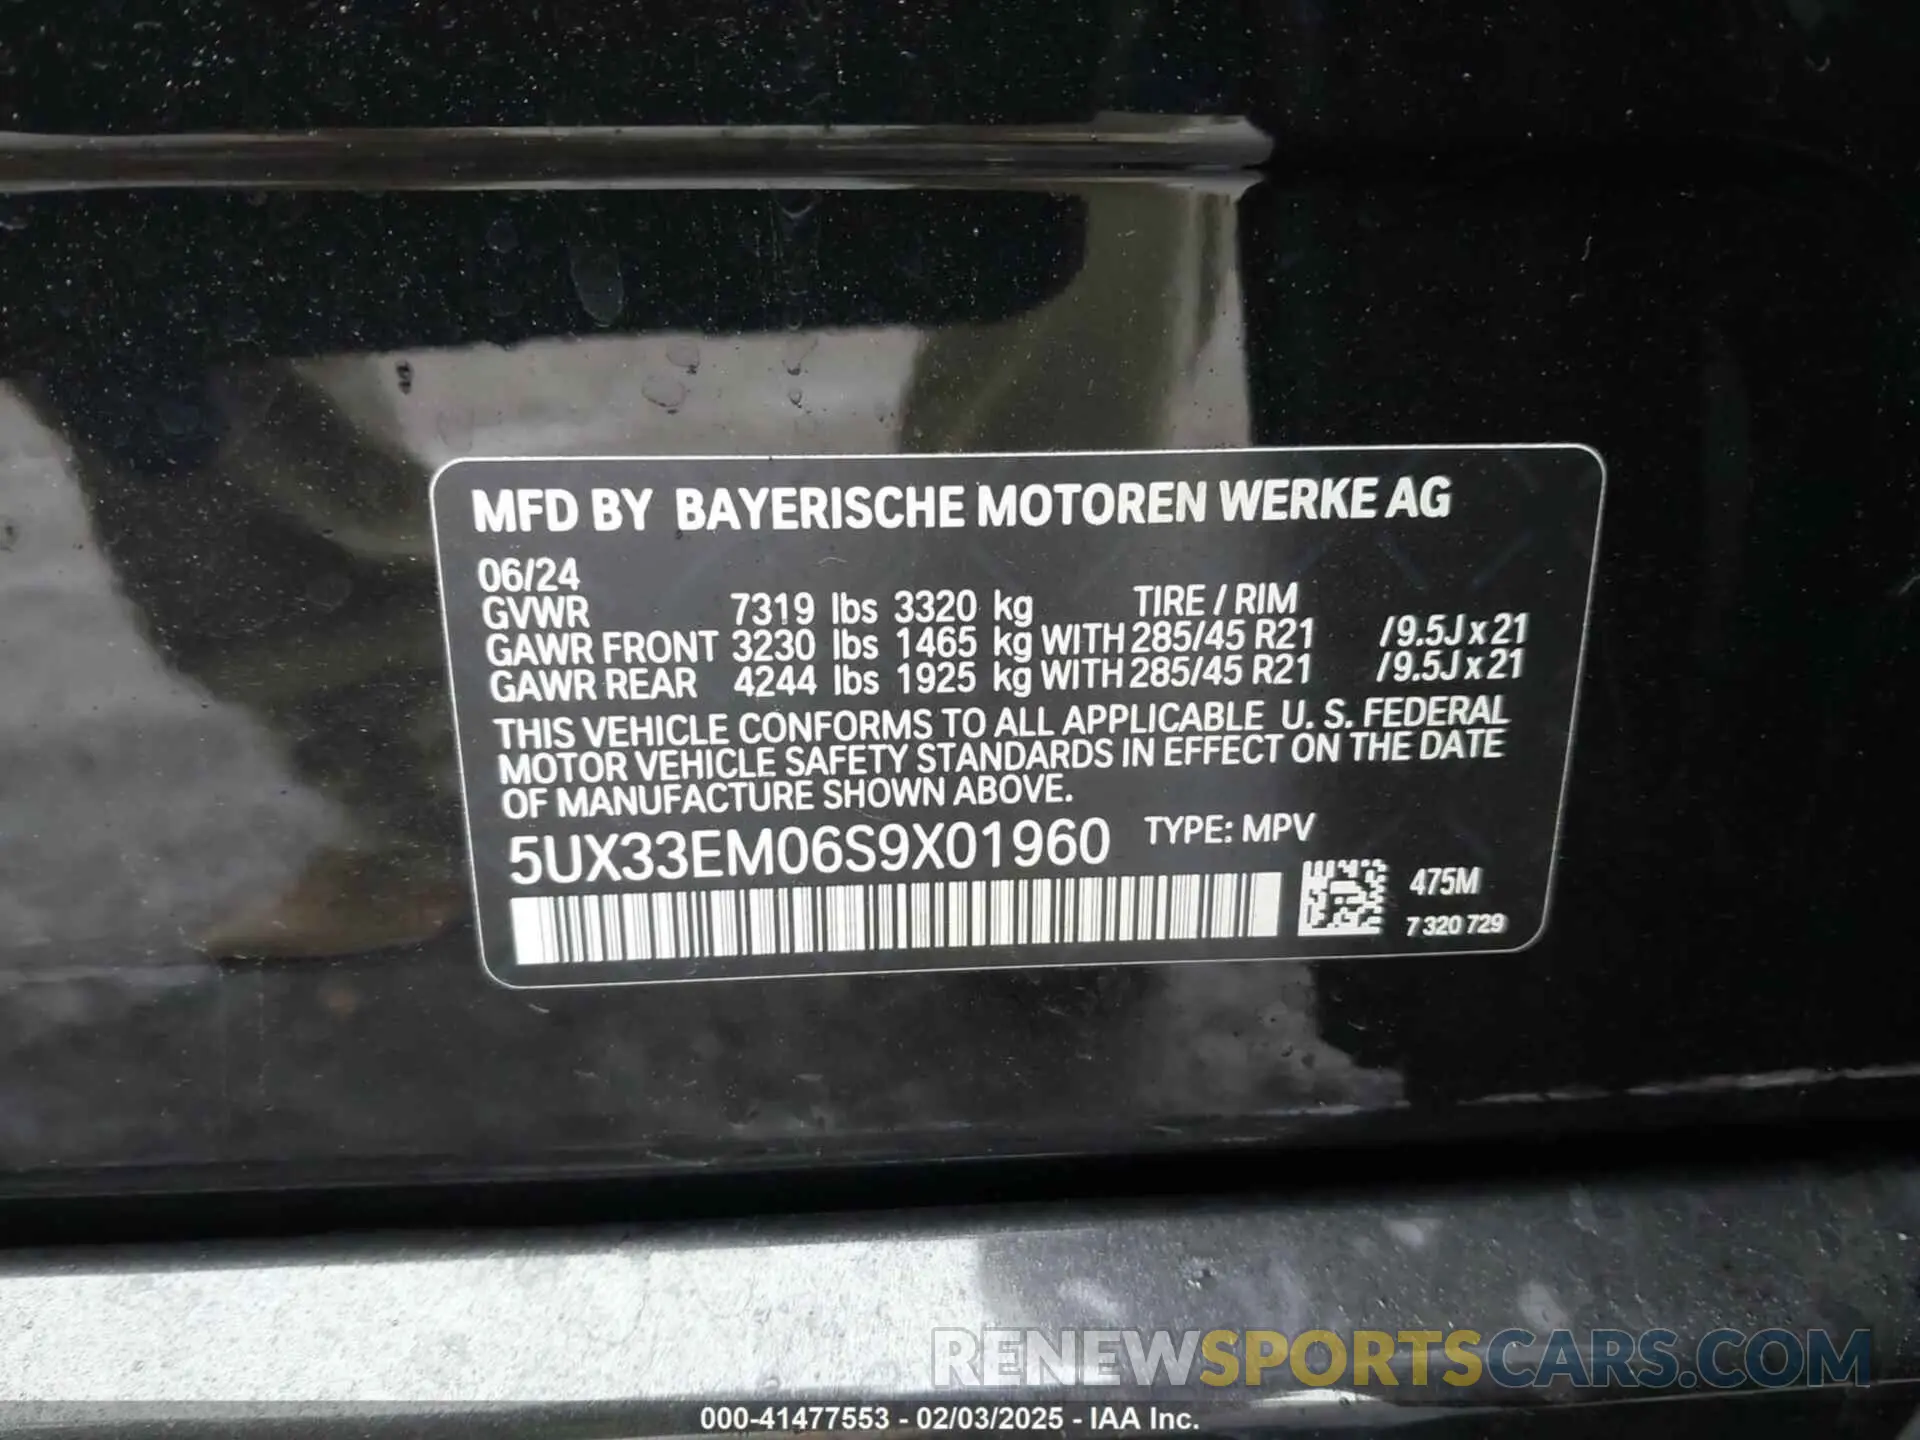 MFD BY BAYERISCHE MOTOREN WERKE AG
06/24
GVWR 7319 lbs 3320 kg TIRE / RIM
GAWR FRONT 3230 lbs 1465 kg WITH 285/45 R21 /9.5J x 21
GAWR REAR 4244 lbs 1925 kg WITH 285/45 R21 /9.5J x 21
THIS VEHICLE CONFORMS TO ALL APPLICABLE U. S. FEDERAL
MOTOR VEHICLE SAFETY STANDARDS IN EFFECT ON THE DATE
OF MANUFACTURE SHOWN ABOVE.
5UX33EM06S9X01960 TYPE: MPV
475M
7 320 729
RENEWSPORTSCARS.COM
000-41477553 - 02/03/2025 - IAA Inc.